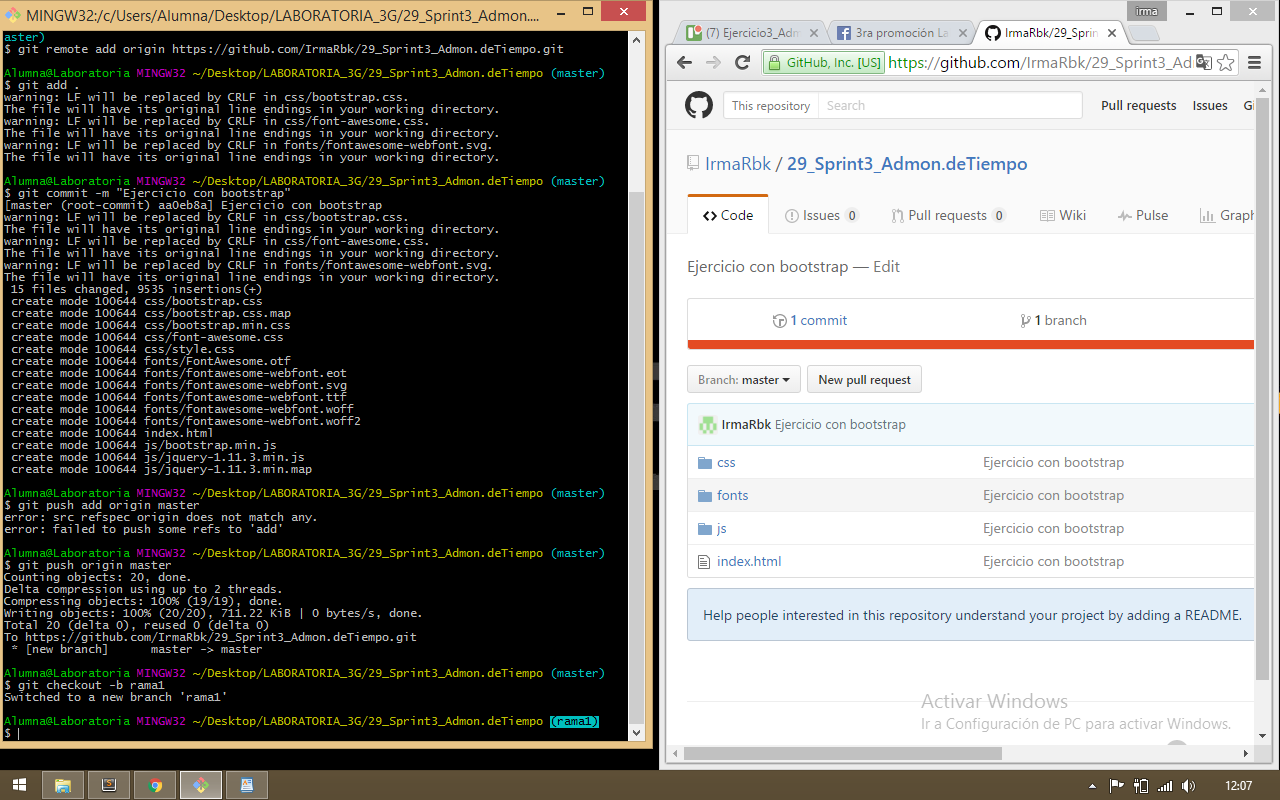 MINGW32:/c/Users/Alumna/Desktop/LABORATORIA_3G/29_Sprint3_Admon....
aster)
$ git remote add origin https://github.com/IrmaRbk/29_Sprint3_Admon.deTiempo.git
Alumna@Laboratoria MINGW32 ~/Desktop/LABORATORIA_3G/29_Sprint3_Admon.deTiempo (master)
$ git add .
warning: LF will be replaced by CRLF in css/bootstrap.css.
The file will have its original line endings in your working directory.
warning: LF will be replaced by CRLF in css/font-awesome.css.
The file will have its original line endings in your working directory.
warning: LF will be replaced by CRLF in fonts/fontawesome-webfont.svg.
The file will have its original line endings in your working directory.
Alumna@Laboratoria MINGW32 ~/Desktop/LABORATORIA_3G/29_Sprint3_Admon.deTiempo (master)
$ git commit -m "Ejercicio con bootstrap"
[master (root-commit) aa0eb8a] Ejercicio con bootstrap
warning: LF will be replaced by CRLF in css/bootstrap.css.
The file will have its original line endings in your working directory.
warning: LF will be replaced by CRLF in css/font-awesome.css.
The file will have its original line endings in your working directory.
warning: LF will be replaced by CRLF in fonts/fontawesome-webfont.svg.
The file will have its original line endings in your working directory.
15 files changed, 9535 insertions(+)
create mode 100644 css/bootstrap.css
create mode 100644 css/bootstrap.css.map
create mode 100644 css/bootstrap.min.css
create mode 100644 css/font-awesome.css
create mode 100644 css/style.css
create mode 100644 fonts/FontAwesome.otf
create mode 100644 fonts/fontawesome-webfont.eot
create mode 100644 fonts/fontawesome-webfont.svg
create mode 100644 fonts/fontawesome-webfont.ttf
create mode 100644 fonts/fontawesome-webfont.woff
create mode 100644 fonts/fontawesome-webfont.woff2
create mode 100644 index.html
create mode 100644 js/bootstrap.min.js
create mode 100644 js/jquery-1.11.3.min.js
create mode 100644 js/jquery-1.11.3.min.map
Alumna@Laboratoria MINGW32 ~/Desktop/LABORATORIA_3G/29_Sprint3_Admon.deTiempo (master)
$ git push add origin master
error: src refspec origin does not match any.
error: failed to push some refs to 'add'
Alumna@Laboratoria MINGW32 ~/Desktop/LABORATORIA_3G/29_Sprint3_Admon.deTiempo (master)
$ git push origin master
Counting objects: 20, done.
Delta compression using up to 2 threads.
Compressing objects: 100% (19/19), done.
Writing objects: 100% (20/20), 711.22 KiB | 0 bytes/s, done.
Total 20 (delta 0), reused 0 (delta 0)
To https://github.com/IrmaRbk/29_Sprint3_Admon.deTiempo.git
* [new branch] master -> master
Alumna@Laboratoria MINGW32 ~/Desktop/LABORATORIA_3G/29_Sprint3_Admon.deTiempo (master)
$ git checkout -b rama1
Switched to a new branch 'rama1'
Alumna@Laboratoria MINGW32 ~/Desktop/LABORATORIA_3G/29_Sprint3_Admon.deTiempo (rama1)
$
irma
(7) Ejercicio3_Adm 3ra promoción La IrmaRbk/29_Sprin
GitHub, Inc. [US] https://github.com/IrmaRbk/29_Sprint3_Ad
This repository Search Pull requests Issues Gi
IrmaRbk / 29_Sprint3_Admon.deTiempo
Code Issues 0 Pull requests 0 Wiki Pulse Graph
Ejercicio con bootstrap — Edit
1 commit 1 branch
Branch: master New pull request
IrmaRbk Ejercicio con bootstrap
css Ejercicio con bootstrap
fonts Ejercicio con bootstrap
js Ejercicio con bootstrap
index.html Ejercicio con bootstrap
Help people interested in this repository understand your project by adding a README.
Activar Windows
Ir a Configuración de PC para activar Windows.
12:07